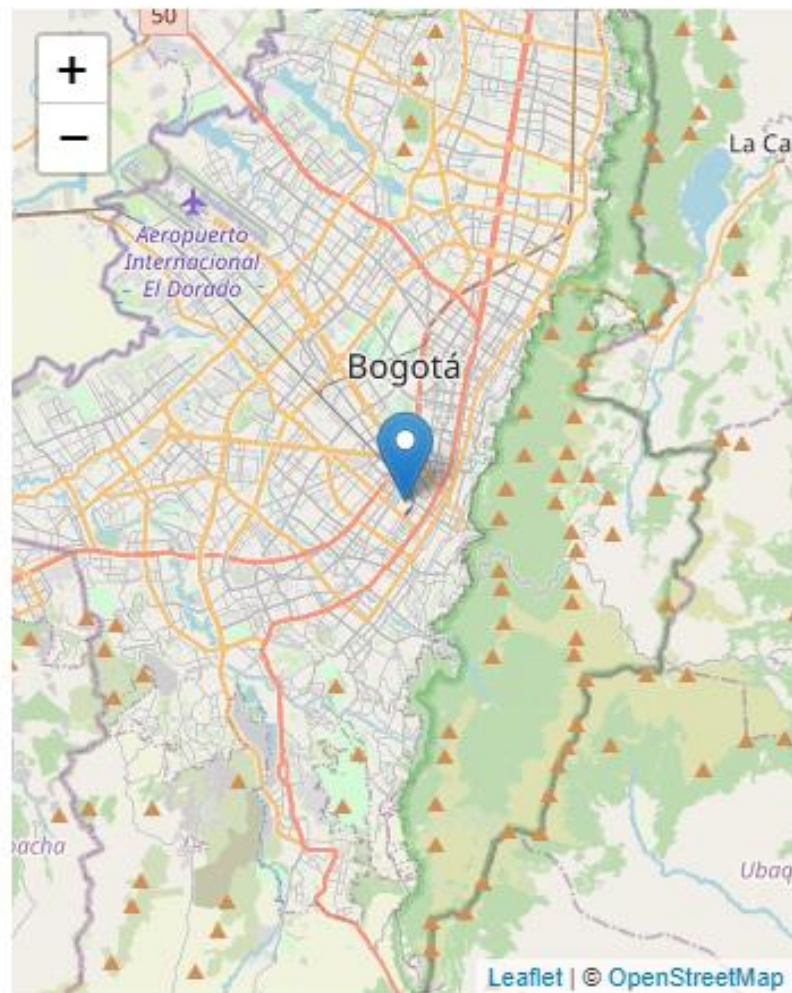 50
+
−
La Ca
Aeropuerto
Internacional
El Dorado
Bogotá
pacha
Ubaq
Leaflet | © OpenStreetMap